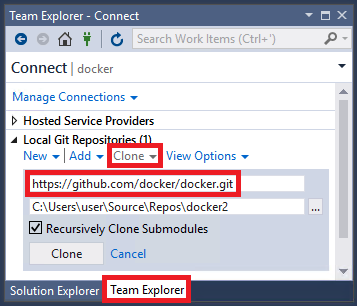 Team Explorer - Connect
Search Work Items (Ctrl+')
Connect | docker
Manage Connections
Hosted Service Providers
Local Git Repositories (1)
New Add Clone View Options
https://github.com/docker/docker.git
C:\Users\user\Source\Repos\docker2
...
Recursively Clone Submodules
Clone Cancel
Solution Explorer Team Explorer